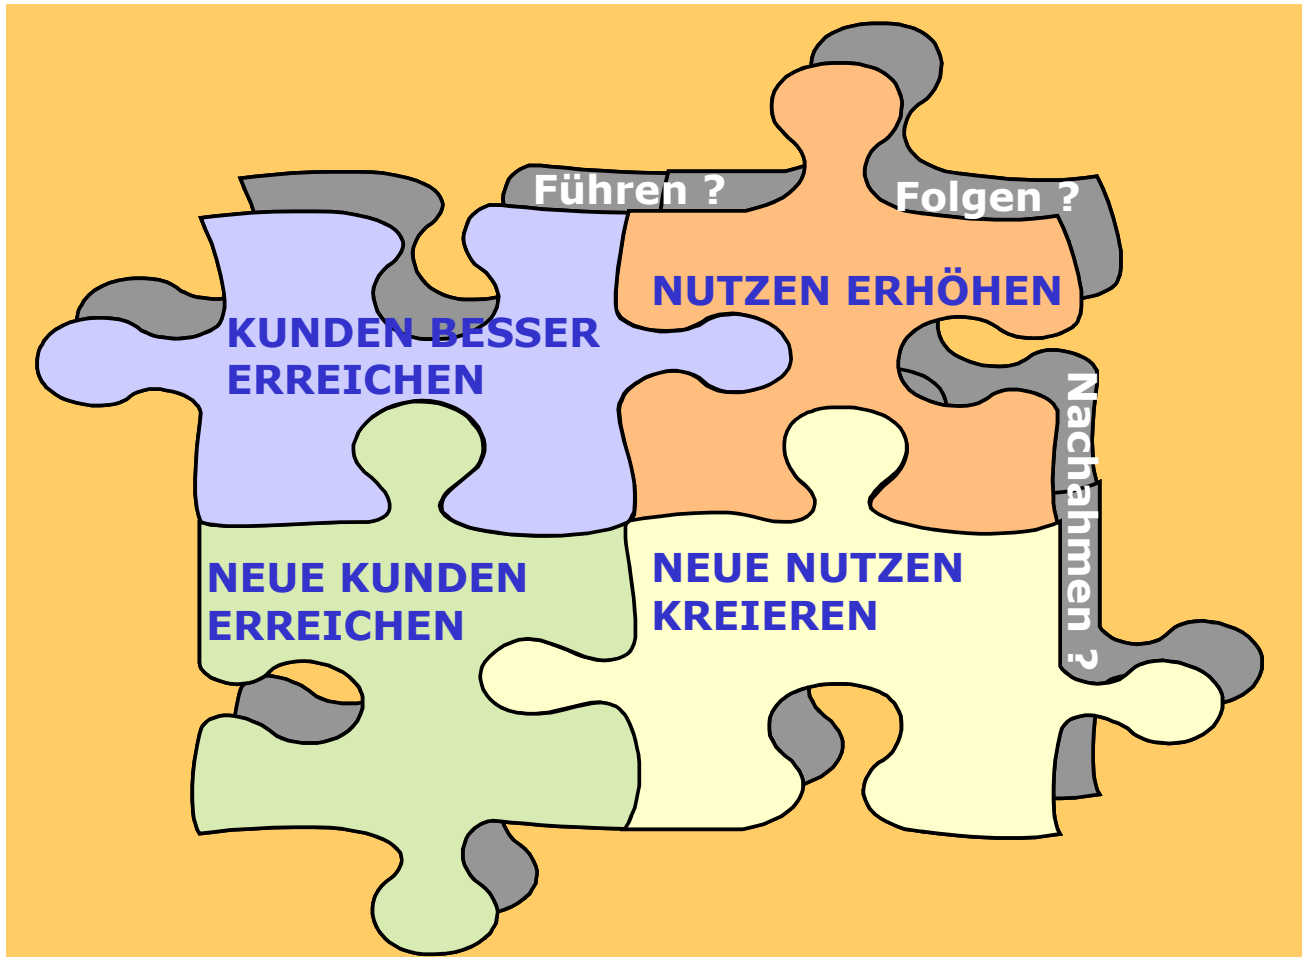 Führen ?
Folgen ?
NUTZEN ERHÖHEN
KUNDEN BESSER
ERREICHEN
Nachahmen ?
NEUE KUNDEN
ERREICHEN
NEUE NUTZEN
KREIEREN